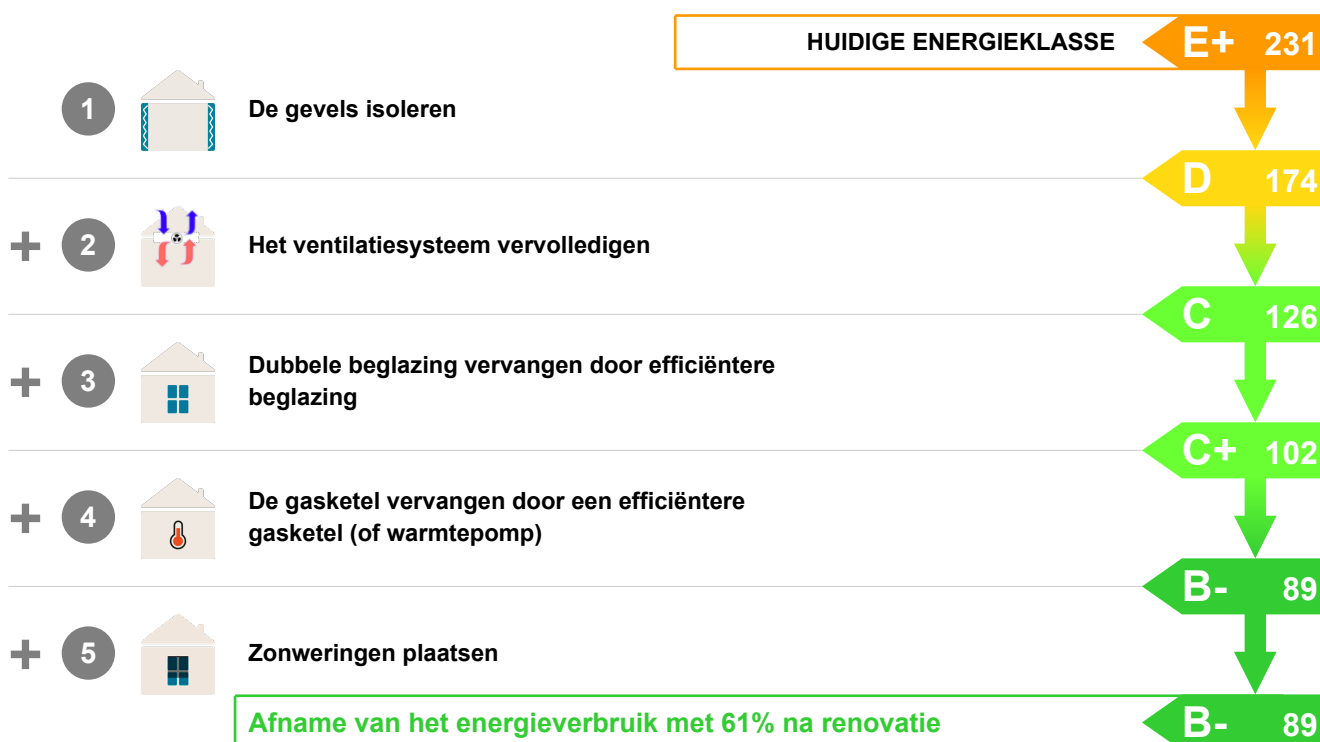 HUIDIGE ENERGIEKLASSE E+ 231
1 De gevels isoleren
D 174
+ 2 Het ventilatiesysteem vervolledigen
C 126
+ 3 Dubbele beglazing vervangen door efficiëntere
beglazing
C+ 102
+ 4 De gasketel vervangen door een efficiëntere
gasketel (of warmtepomp)
B- 89
+ 5 Zonweringen plaatsen
Afname van het energieverbruik met 61% na renovatie B- 89